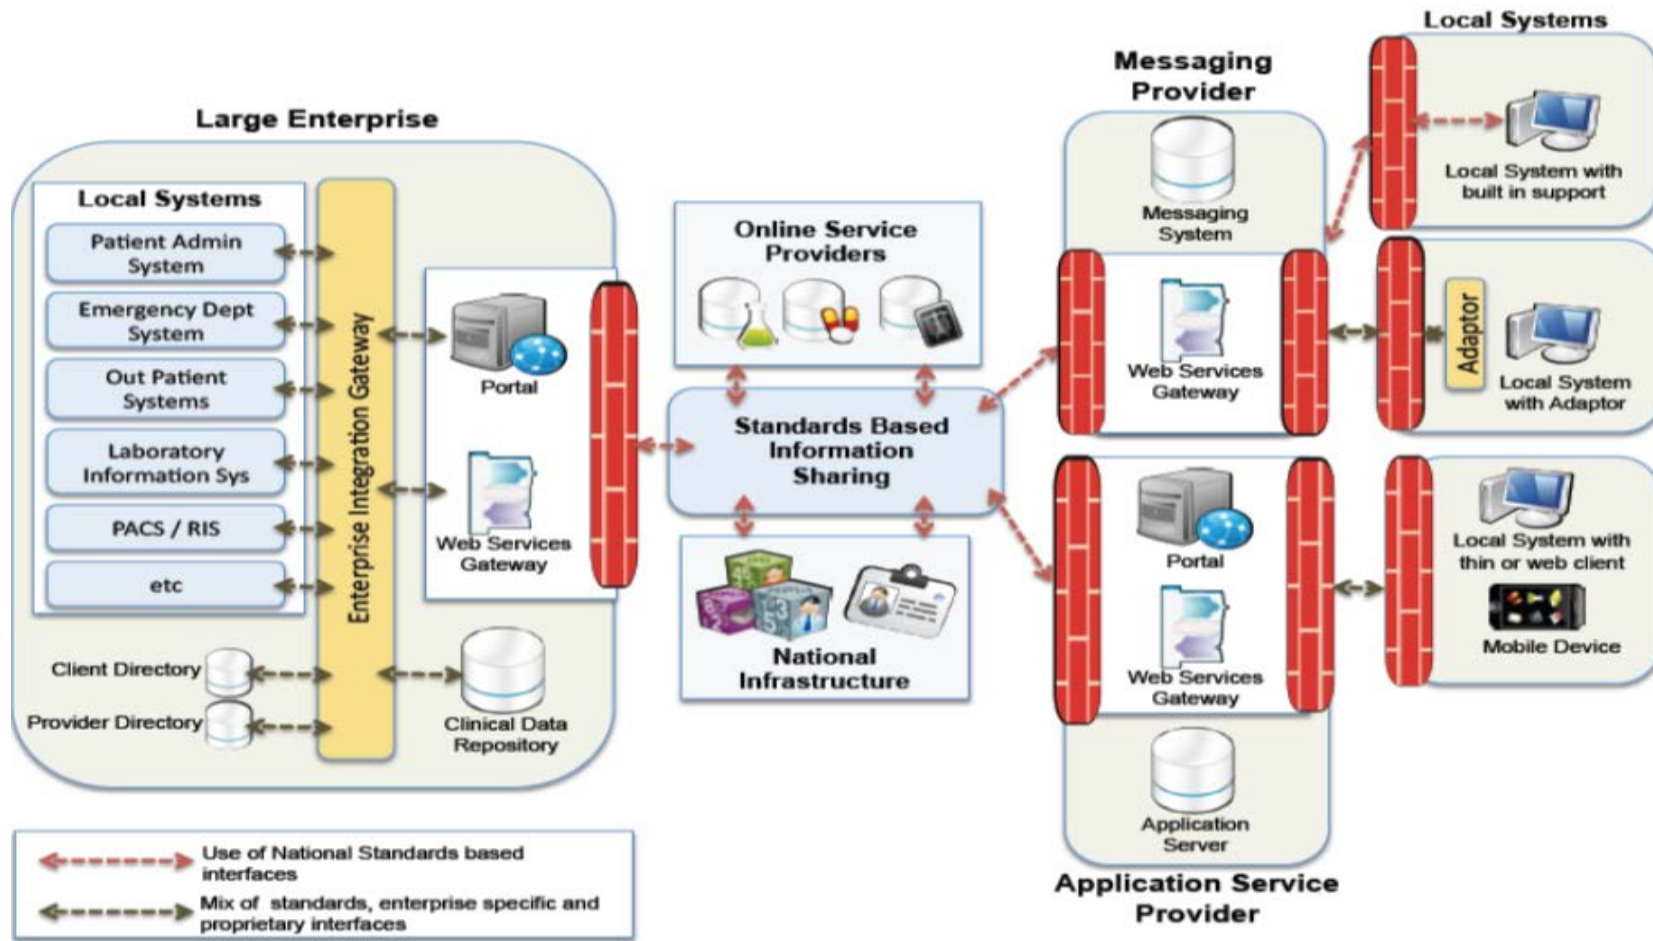 Large Enterprise
Local Systems
Patient Admin
System
Emergency Dept
System
Out Patient
Systems
Laboratory
Information Sys
PACS / RIS
etc
Enterprise Integration Gateway
Portal
Web Services
Gateway
Client Directory
Provider Directory
Clinical Data
Repository
Online Service
Providers
Standards Based
Information
Sharing
National
Infrastructure
Messaging
Provider
Messaging
System
Web Services
Gateway
Portal
Web Services
Gateway
Application
Server
Application Service
Provider
Local Systems
Local System with
built in support
Adaptor
Local System
with Adaptor
Local System with
thin or web client
Mobile Device
Use of National Standards based
interfaces
Mix of standards, enterprise specific and
proprietary interfaces